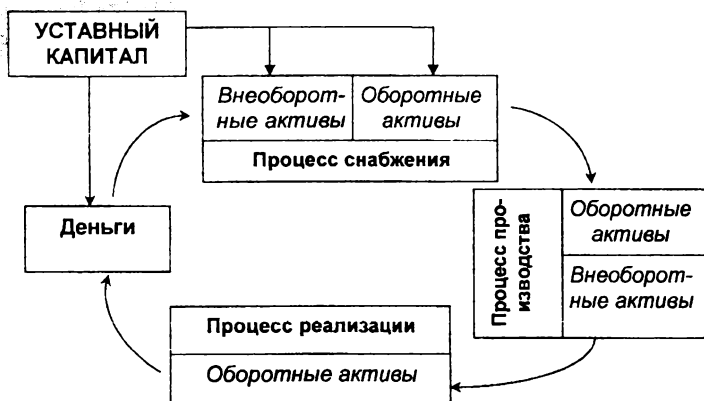 УСТАВНЫЙ
КАПИТАЛ
Внеоборот-
ные активы
Оборотные
активы
Процесс снабжения
Деньги
Процесс про-
изводства
Оборотные
активы
Внеоборот-
ные активы
Процесс реализации
Оборотные активы